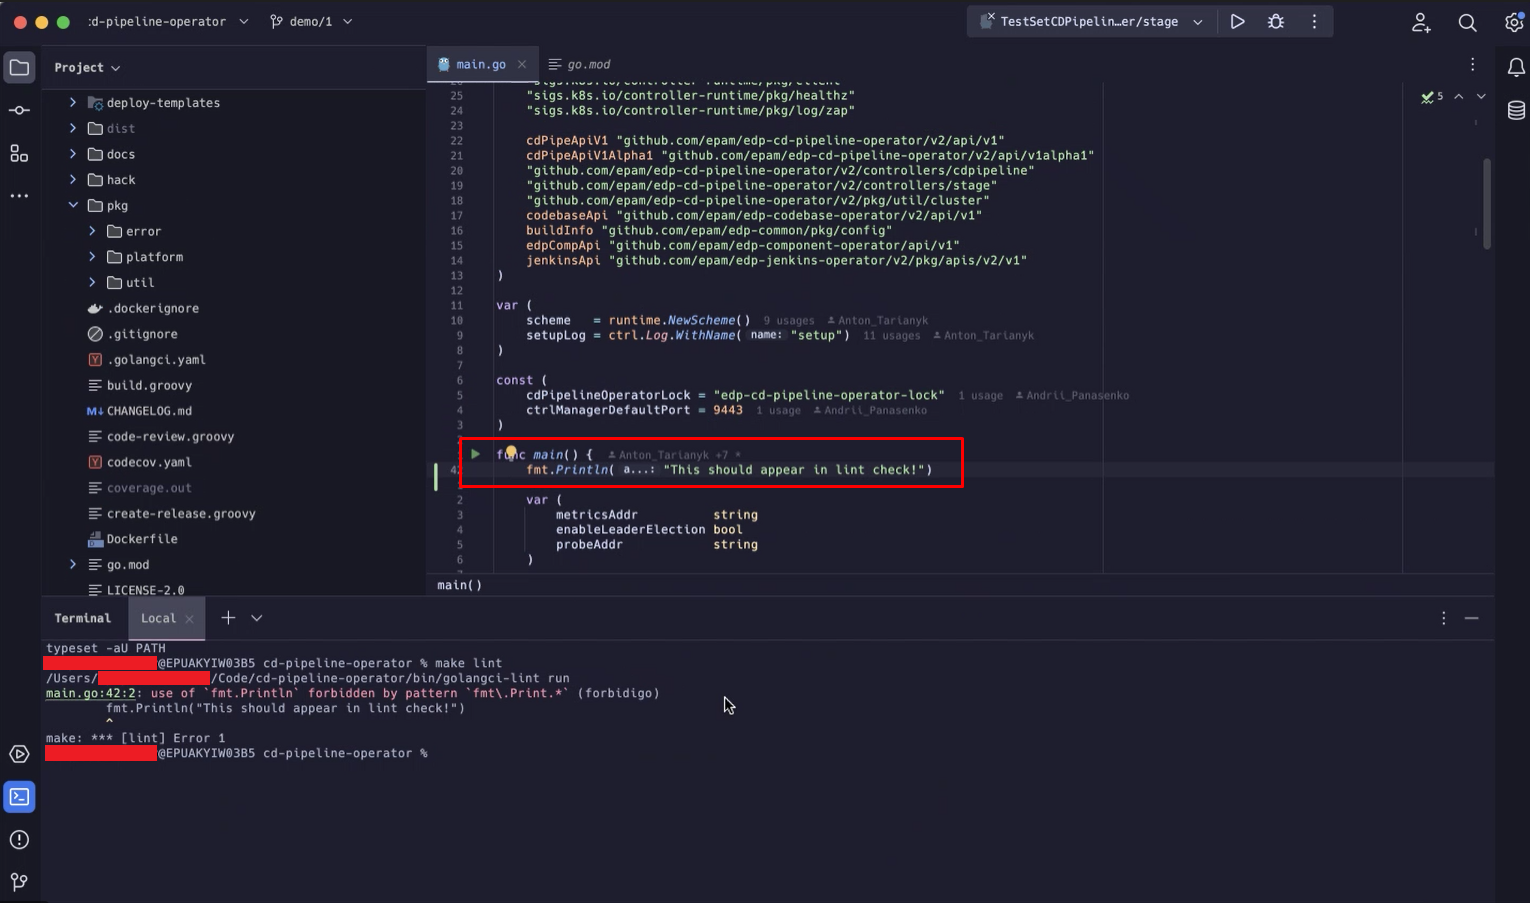 :d-pipeline-operator
demo/1
TestSetCDPipelin…er/stage
Project
main.go
go.mod
deploy-templates
dist
docs
hack
pkg
error
platform
util
.dockerignore
.gitignore
.golangci.yaml
build.groovy
CHANGELOG.md
code-review.groovy
codecov.yaml
coverage.out
create-release.groovy
Dockerfile
go.mod
LICENSE-2.0
5
26 "sigs.k8s.io/controller-runtime/pkg/client"
25 "sigs.k8s.io/controller-runtime/pkg/healthz"
24 "sigs.k8s.io/controller-runtime/pkg/log/zap"
23
22 cdPipeApiV1 "github.com/epam/edp-cd-pipeline-operator/v2/api/v1"
21 cdPipeApiV1Alpha1 "github.com/epam/edp-cd-pipeline-operator/v2/api/v1alpha1"
20 "github.com/epam/edp-cd-pipeline-operator/v2/controllers/cdpipeline"
19 "github.com/epam/edp-cd-pipeline-operator/v2/controllers/stage"
18 "github.com/epam/edp-cd-pipeline-operator/v2/pkg/util/cluster"
17 codebaseApi "github.com/epam/edp-codebase-operator/v2/api/v1"
16 buildInfo "github.com/epam/edp-common/pkg/config"
15 edpCompApi "github.com/epam/edp-component-operator/api/v1"
14 jenkinsApi "github.com/epam/edp-jenkins-operator/v2/pkg/apis/v2/v1"
13 )
12
11 var (
10 scheme = runtime.NewScheme() 9 usages Anton_Tarianyk
9 setupLog = ctrl.Log.WithName( name: "setup") 11 usages Anton_Tarianyk
8 )
7
6 const (
5 cdPipelineOperatorLock = "edp-cd-pipeline-operator-lock" 1 usage Andrii_Panasenko
4 ctrlManagerDefaultPort = 9443 1 usage Andrii_Panasenko
3 )
func main() { Anton_Tarianyk +7 *
42 fmt.Println( a...: "This should appear in lint check!")
2 var (
3 metricsAddr string
4 enableLeaderElection bool
5 probeAddr string
6 )
main()
Terminal
Local
typeset -aU PATH
@EPUAKYIW03B5 cd-pipeline-operator % make lint
/Users/ /Code/cd-pipeline-operator/bin/golangci-lint run
main.go:42:2: use of `fmt.Println` forbidden by pattern `fmt\.Print.*` (forbidigo)
fmt.Println("This should appear in lint check!")
^
make: *** [lint] Error 1
@EPUAKYIW03B5 cd-pipeline-operator %